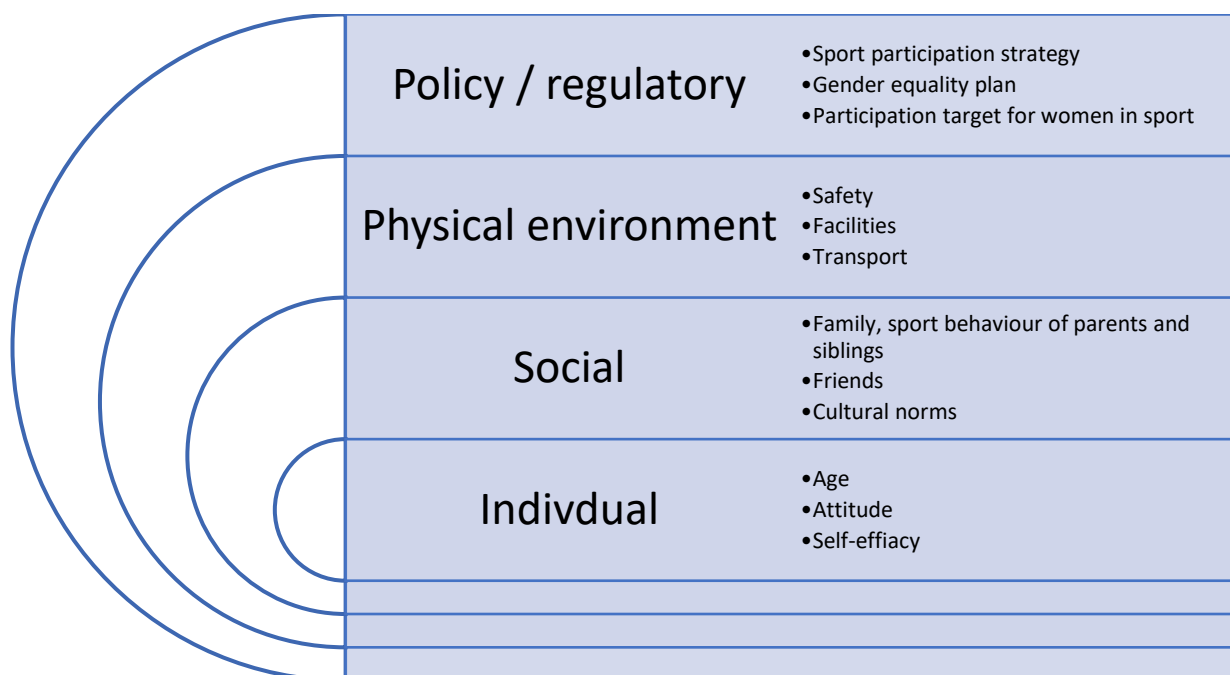 Policy / regulatory
•Sport participation strategy
•Gender equality plan
•Participation target for women in sport
Physical environment
•Safety
•Facilities
•Transport
Social
•Family, sport behaviour of parents and
siblings
•Friends
•Cultural norms
Indivdual
•Age
•Attitude
•Self-effiacy